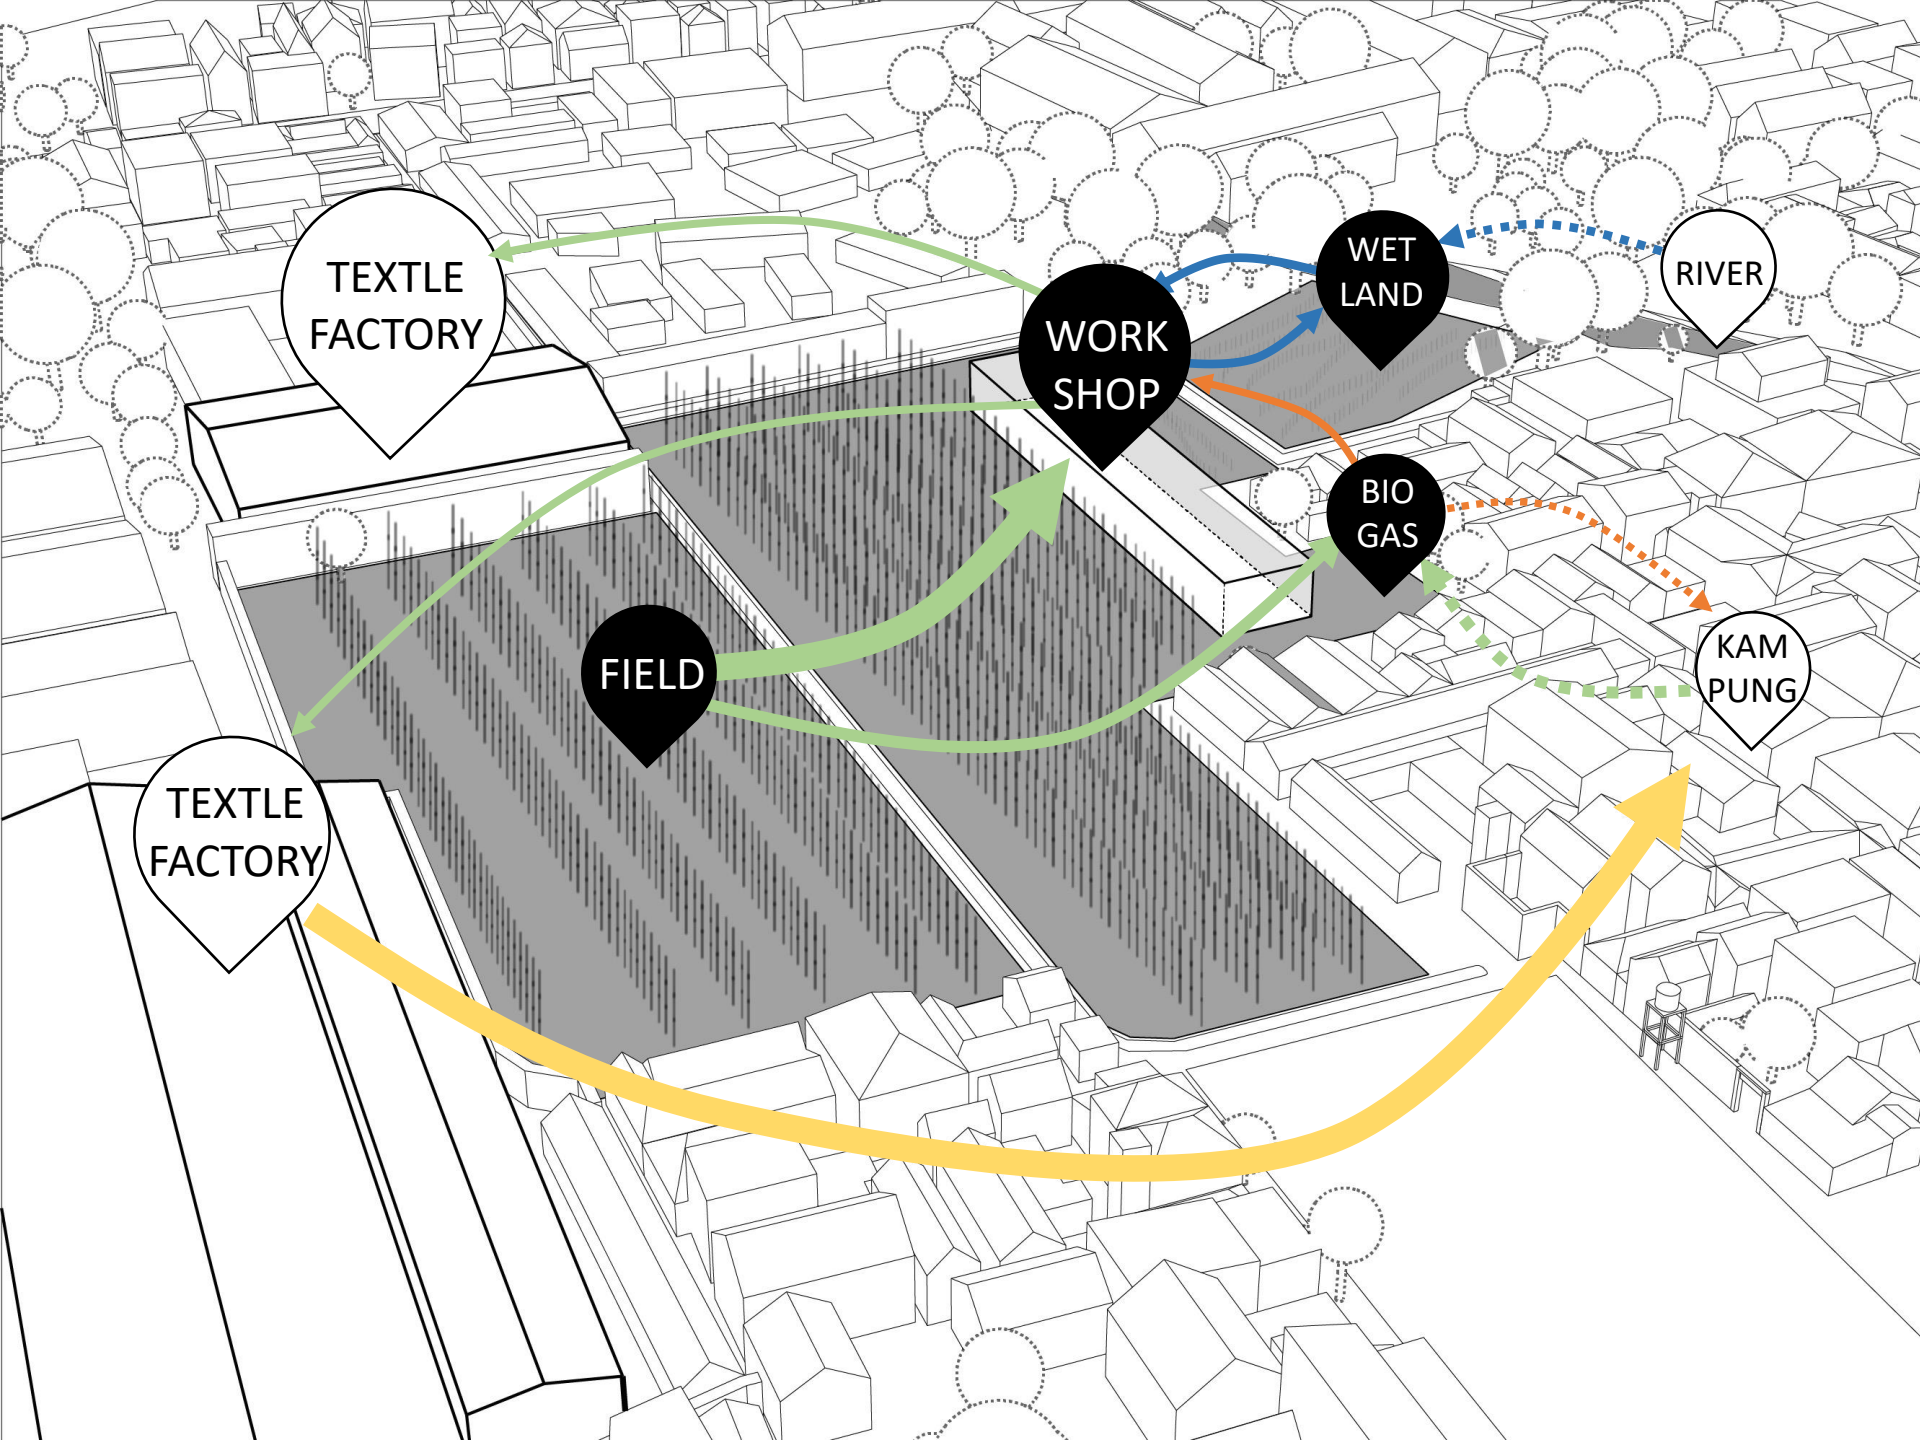 TEXTLE
FACTORY
WORK
SHOP
WET
LAND
RIVER
BIO
GAS
FIELD
KAM
PUNG
TEXTLE
FACTORY